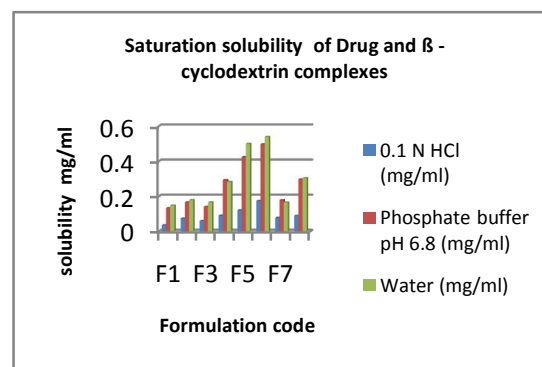 Saturation solubility of Drug and ß -
cyclodextrin complexes
solubility mg/ml
0.6
0.4
0.2
0
F1 F3 F5 F7
Formulation code
0.1 N HCl
(mg/ml)
Phosphate buffer
pH 6.8 (mg/ml)
Water (mg/ml)